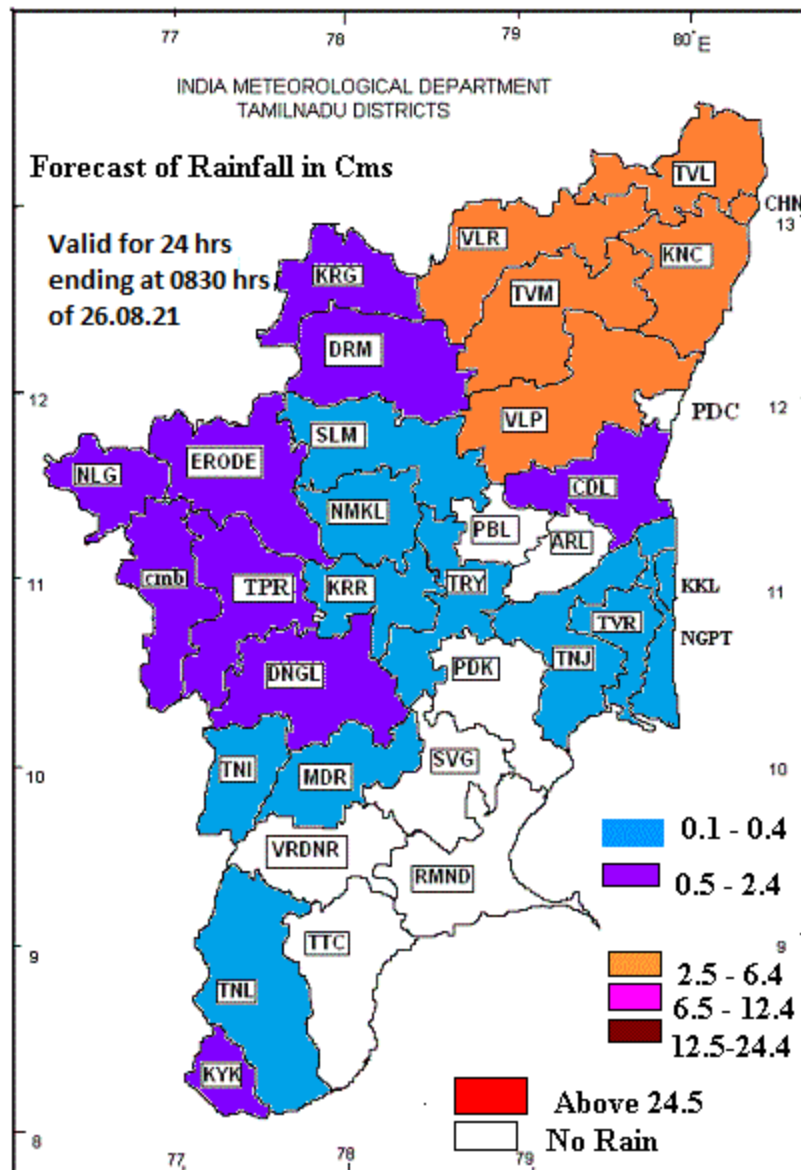 77 78 79 80° E
INDIA METEOROLOGICAL DEPARTMENT
TAMILNADU DISTRICTS
Forecast of Rainfall in Cms
TVL
CHN
13
Valid for 24 hrs
ending at 0830 hrs
of 26.08.21
VLR
KNC
KRG
TVM
DRM
12
12
PDC
VLP
SLM
ERODE
NLG
CDL
NMKL
PBL
ARL
11
cmb
TPR
KRR
TRY
KKL
11
TVR
NGPT
DNGL
PDK
TNJ
10
TNI
MDR
SVG
10
0.1 - 0.4
VRDNR
RMND
0.5 - 2.4
9
TTC
9
2.5 - 6.4
TNL
6.5 - 12.4
12.5-24.4
KYK
Above 24.5
No Rain
8
77 78 79